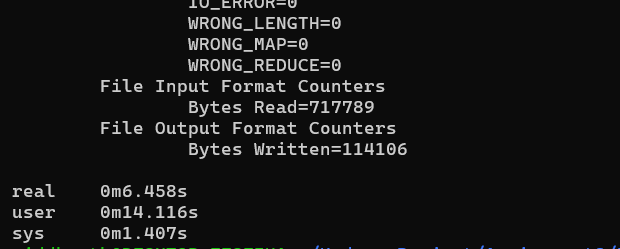 IO_ERROR=0
WRONG_LENGTH=0
WRONG_MAP=0
WRONG_REDUCE=0
File Input Format Counters
Bytes Read=717789
File Output Format Counters
Bytes Written=114106
real 0m6.458s
user 0m14.116s
sys 0m1.407s